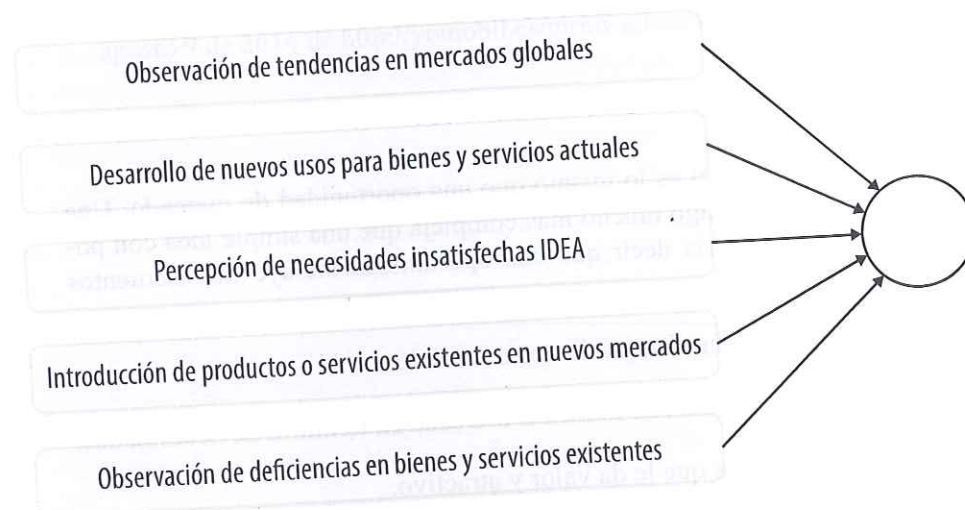 Observación de tendencias en mercados globales
Desarrollo de nuevos usos para bienes y servicios actuales
Percepción de necesidades insatisfechas IDEA
Introducción de productos o servicios existentes en nuevos mercados
Observación de deficiencias en bienes y servicios existentes